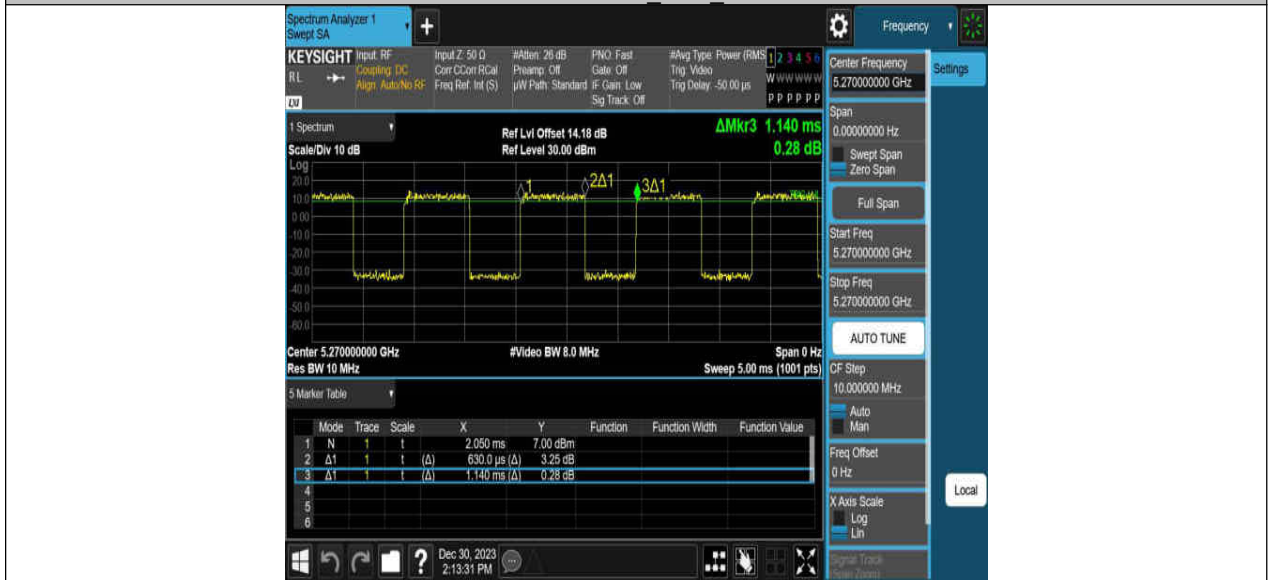 Spectrum Analyzer 1
Swept SA
+
Frequency
KEYSIGHT
RL
Input: RF
Coupling: DC
Align: Auto/No RF
Input Z: 50 Ω
Corr CCorr RCal
Freq Ref: Int (S)
#Atten: 26 dB
Preamp: Off
µW Path: Standard
PNO: Fast
Gate: Off
IF Gain: Low
Sig Track: Off
#Avg Type: Power (RMS
Trig: Video
Trig Delay: -50.00 µs
1 2 3 4 5 6
W W W W W W
P P P P P P
1 Spectrum
Scale/Div 10 dB
Ref Lvl Offset 14.18 dB
Ref Level 30.00 dBm
ΔMkr3 1.140 ms
0.28 dB
Log
20.0
10.0
0.00
-10.0
-20.0
-30.0
-40.0
-50.0
-60.0
1
2Δ1
3Δ1
Center 5.270000000 GHz
Res BW 10 MHz
#Video BW 8.0 MHz
Span 0 Hz
Sweep 5.00 ms (1001 pts)
5 Marker Table
Mode Trace Scale X Y Function Function Width Function Value
1 N 1 t 2.050 ms 7.00 dBm
2 Δ1 1 t (Δ) 630.0 µs (Δ) 3.25 dB
3 Δ1 1 t (Δ) 1.140 ms (Δ) 0.28 dB
4
5
6
Dec 30, 2023
2:13:31 PM
?
Center Frequency
5.270000000 GHz
Settings
Span
0.00000000 Hz
Swept Span
Zero Span
Full Span
Start Freq
5.270000000 GHz
Stop Freq
5.270000000 GHz
AUTO TUNE
CF Step
10.000000 MHz
Auto
Man
Freq Offset
0 Hz
X Axis Scale
Log
Lin
Local
Signal Track
(Span Zoom)